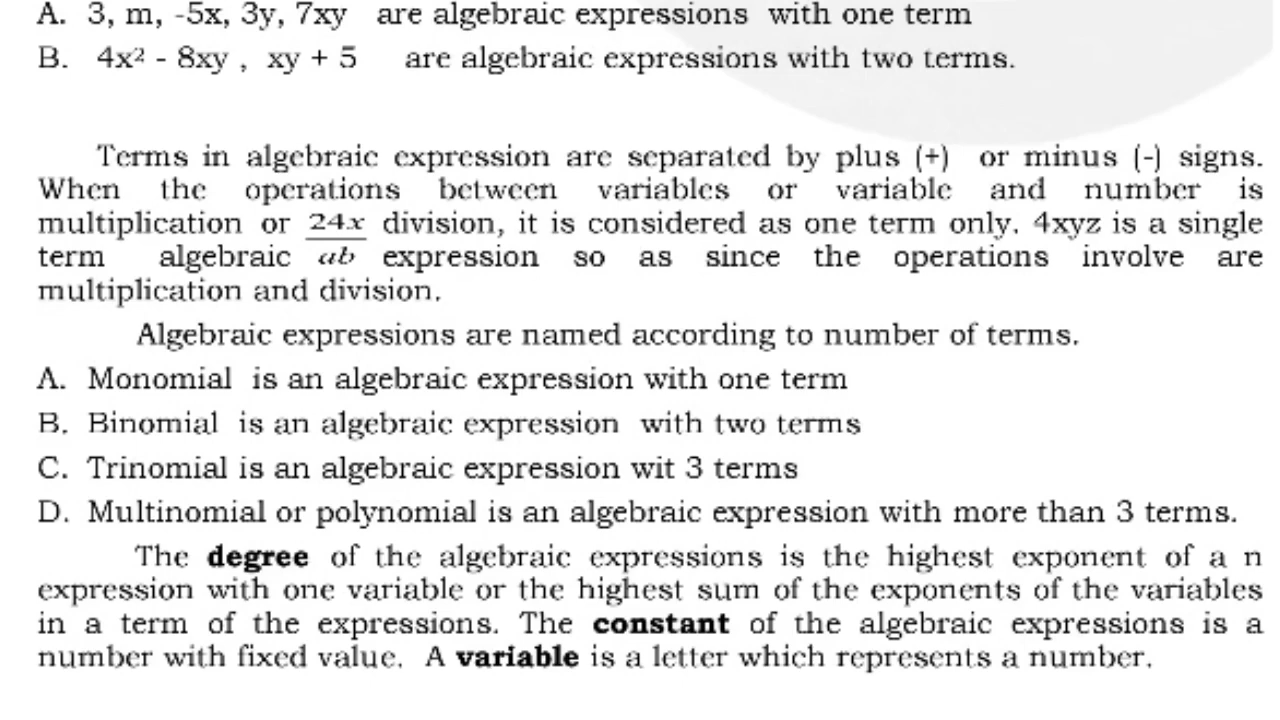 A. 3, m, -5x, 3y, 7xy are algebraic expressions with one term
B. 4x² - 8xy , xy + 5 are algebraic expressions with two terms.
Terms in algebraic expression are separated by plus (+) or minus (-) signs.
When the operations between variables or variable and number is
multiplication or 24x division, it is considered as one term only. 4xyz is a single
term algebraic ab expression so as since the operations involve are
multiplication and division.
Algebraic expressions are named according to number of terms.
A. Monomial is an algebraic expression with one term
B. Binomial is an algebraic expression with two terms
C. Trinomial is an algebraic expression wit 3 terms
D. Multinomial or polynomial is an algebraic expression with more than 3 terms.
The degree of the algebraic expressions is the highest exponent of a n
expression with one variable or the highest sum of the exponents of the variables
in a term of the expressions. The constant of the algebraic expressions is a
number with fixed value. A variable is a letter which represents a number.